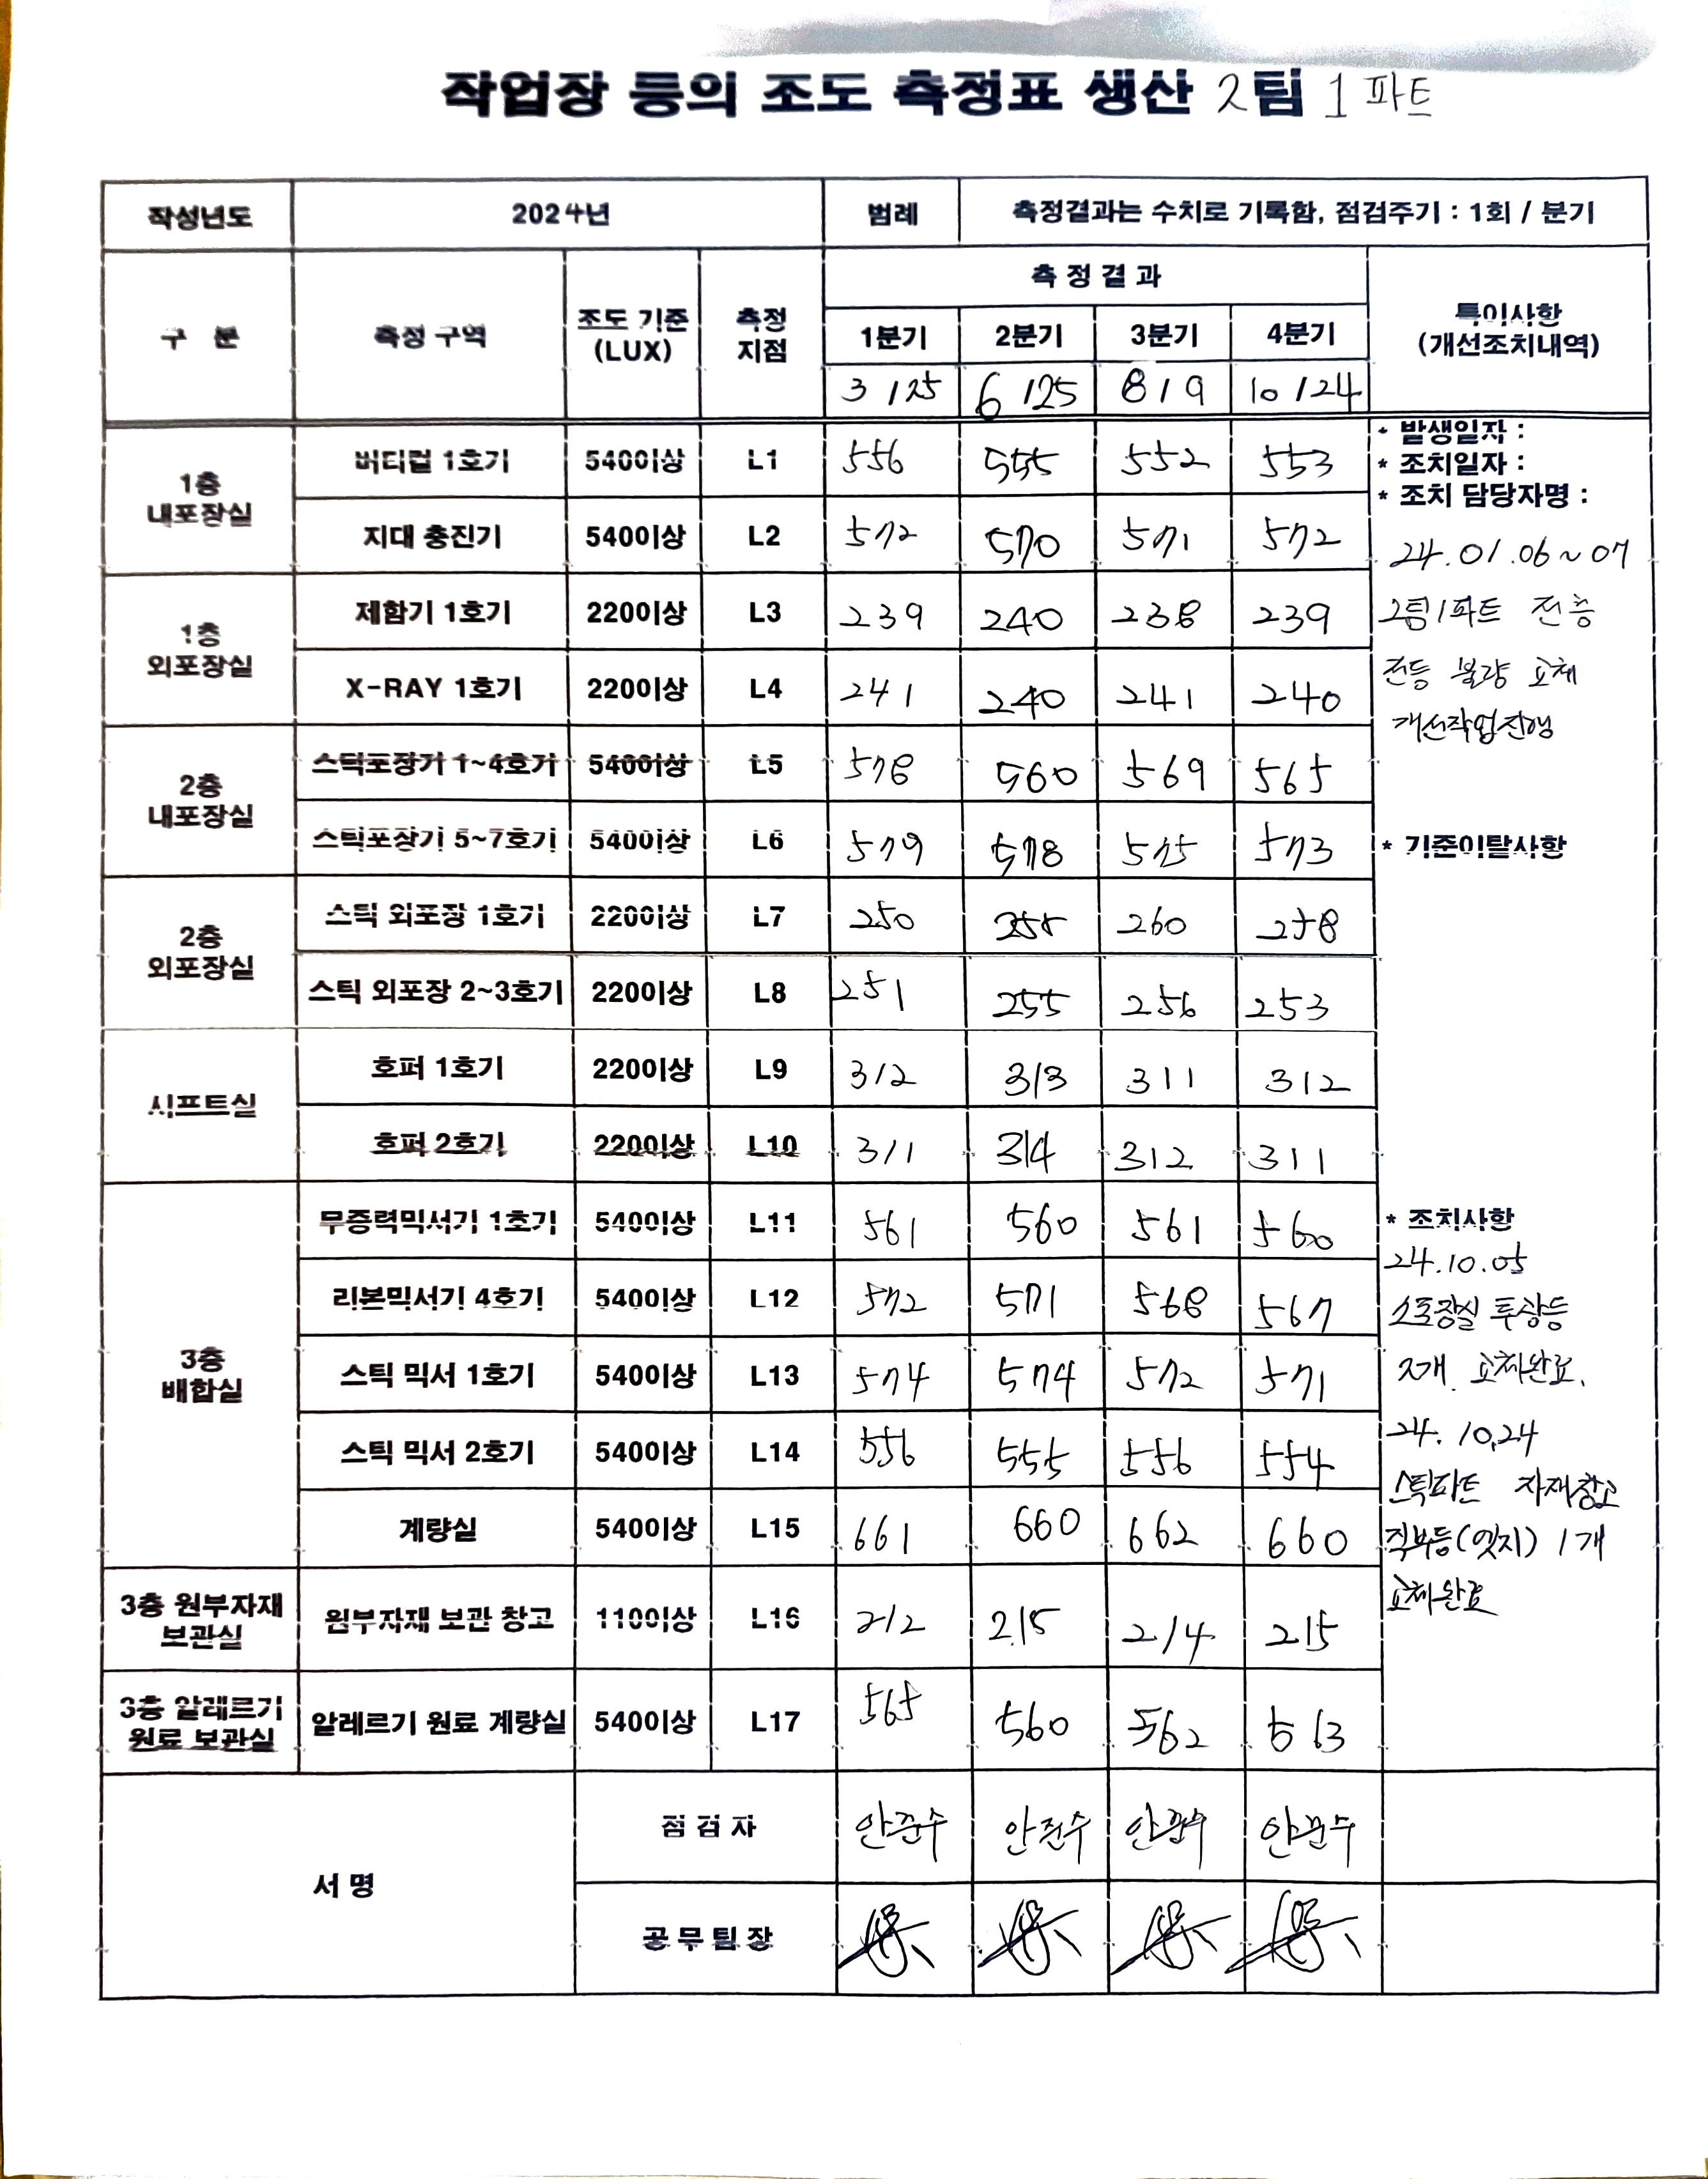 작업장 등의 조도 측정표 생산 2팀 1 파트
작성년도 2024년 범례 측정결과는 수치로 기록함, 점검주기 : 1회 / 분기
구 분 측정 구역 조도 기준 (LUX) 측정 지점 측 정 결 과 특이사항 (개선조치내역)
1분기 2분기 3분기 4분기
3 / 25 6 / 25 8 / 9 10 / 24
1층 내포장실 버티컬 1호기 540이상 L1 556 555 552 553
지대 충진기 540이상 L2 572 570 571 572
1층 외포장실 제함기 1호기 220이상 L3 239 240 238 239
X-RAY 1호기 220이상 L4 241 240 241 240
2층 내포장실 스틱포장기 1~4호기 540이상 L5 578 560 569 565
스틱포장기 5~7호기 540이상 L6 579 578 575 573
2층 외포장실 스틱 외포장 1호기 220이상 L7 250 255 260 258
스틱 외포장 2~3호기 220이상 L8 251 255 256 253
시프트실 호퍼 1호기 220이상 L9 312 313 311 312
호퍼 2호기 220이상 L10 311 314 312 311
3층 배합실 무중력믹서기 1호기 540이상 L11 561 560 561 560
리본믹서기 4호기 540이상 L12 572 571 568 567
스틱 믹서 1호기 540이상 L13 574 574 572 571
스틱 믹서 2호기 540이상 L14 556 555 556 554
계량실 540이상 L15 661 660 662 660
3층 원부자재 보관실 원부자재 보관 창고 110이상 L16 212 215 214 215
3층 알레르기 원료 보관실 알레르기 원료 계량실 540이상 L17 565 560 562 563
* 발생일자 :
* 조치일자 :
* 조치 담당자명 :
24.01.06~07
2팀1파트 전층
전등 불량 교체
개선작업진행
* 기준이탈사항
* 조치사항
24.10.05
소포장실 투상등
2개 교체완료.
24.10.24
스틱파트 자재창고
직부등(엣지) 1개
교체완료
서 명 점 검 자 안준수 안준수 안준수 안준수
공 무 팀 장